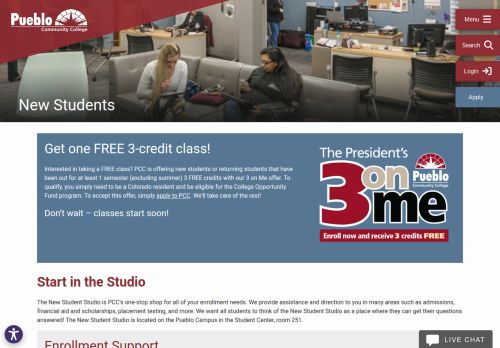 Pueblo
Community College
Menu
Search
Login
Apply
New Students
Get one FREE 3-credit class!
Interested in taking a FREE class? PCC is offering new students or returning students that have
been out for at least 1 semester (excluding summer) 3 FREE credits with our 3 on Me offer. To
qualify, you simply need to be a Colorado resident and be eligible for the College Opportunity
Fund program. To accept this offer, simply apply to PCC. We'll take care of the rest!
Don't wait – classes start soon!
The President's
3 on me
Pueblo
Community College
Enroll now and receive 3 credits FREE
Start in the Studio
The New Student Studio is PCC's one-stop shop for all of your enrollment needs. We provide assistance and direction to you in many areas such as admissions,
financial aid and scholarships, placement testing, and more. We want all students to think of the New Student Studio as a place where they can get their questions
answered! The New Student Studio is located on the Pueblo Campus in the Student Center, room 251.
Enrollment Support
LIVE CHAT